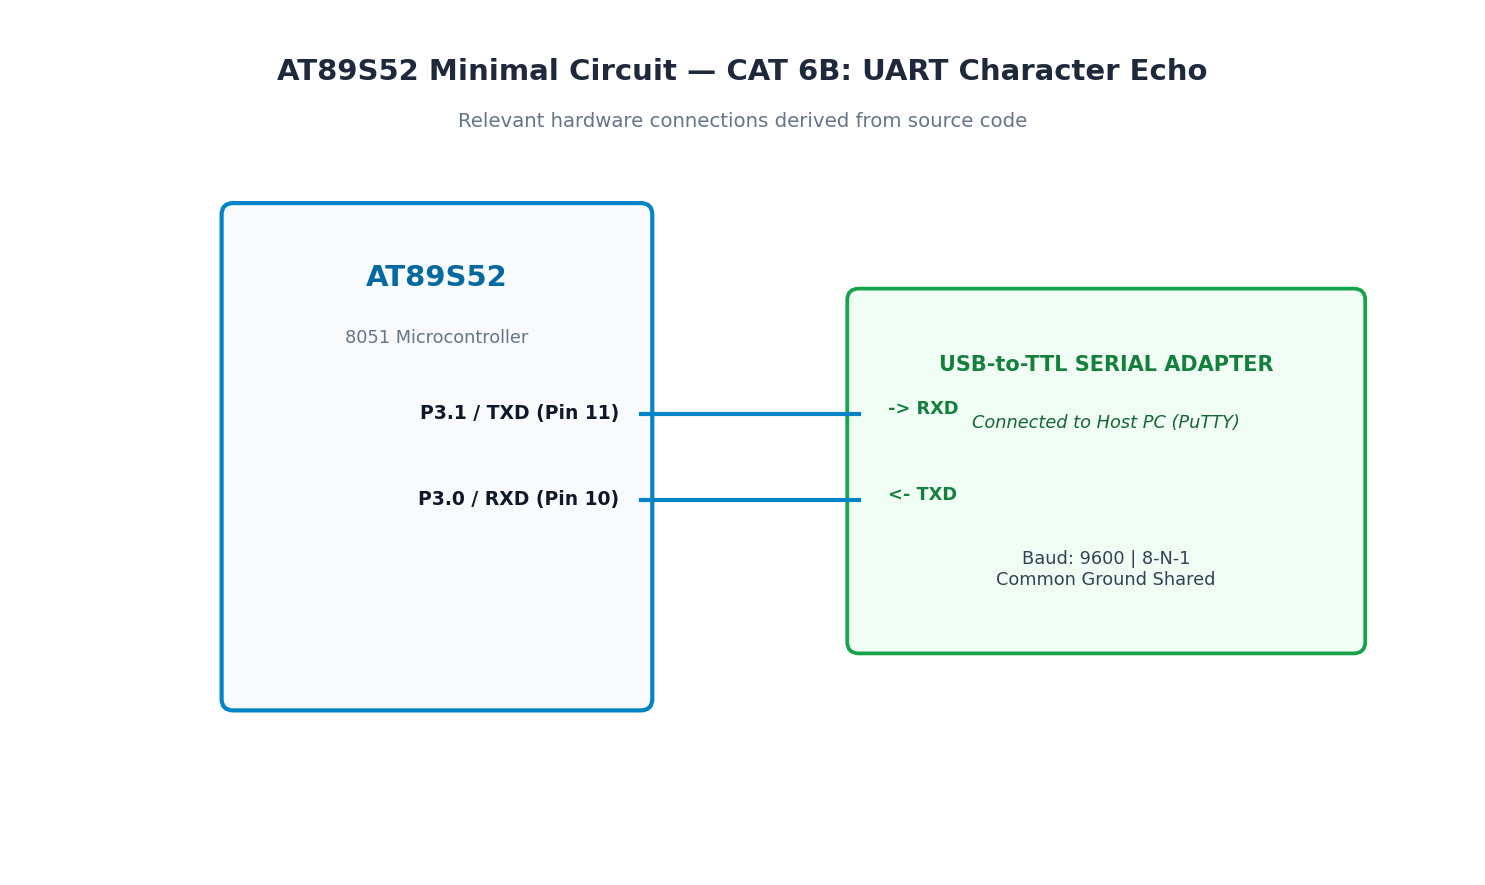 AT89S52 Minimal Circuit — CAT 6B: UART Character Echo
Relevant hardware connections derived from source code
AT89S52
8051 Microcontroller
P3.1 / TXD (Pin 11)
P3.0 / RXD (Pin 10)
USB-to-TTL SERIAL ADAPTER
-> RXD
Connected to Host PC (PuTTY)
<- TXD
Baud: 9600 | 8-N-1
Common Ground Shared